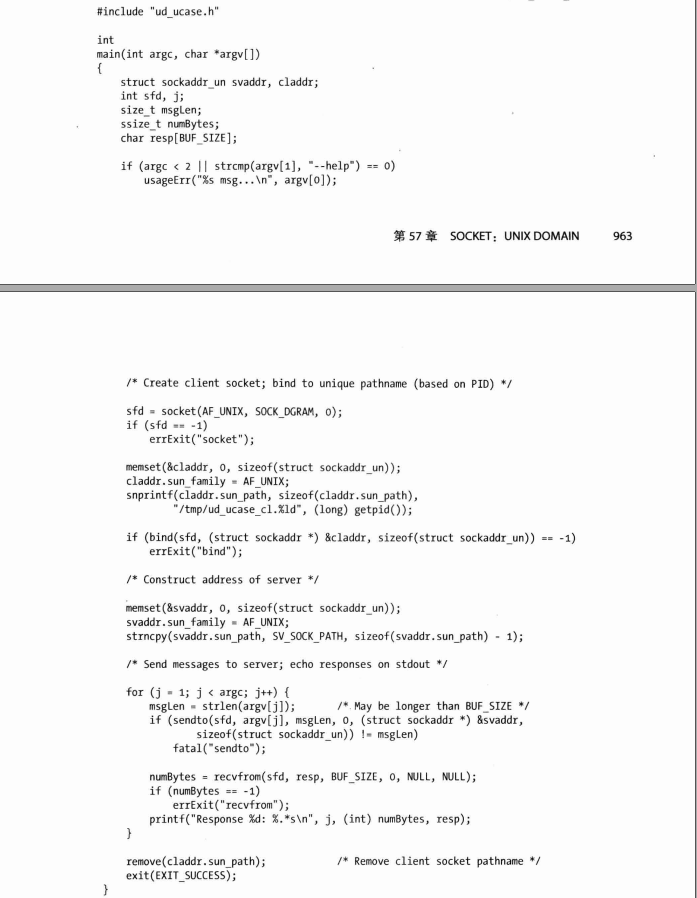 #include "ud_ucase.h"
int
main(int argc, char *argv[])
{
struct sockaddr_un svaddr, claddr;
int sfd, j;
size_t msgLen;
ssize_t numBytes;
char resp[BUF_SIZE];
if (argc < 2 || strcmp(argv[1], "--help") == 0)
usageErr("%s msg...\n", argv[0]);
第 57 章 SOCKET：UNIX DOMAIN 963
/* Create client socket; bind to unique pathname (based on PID) */
sfd = socket(AF_UNIX, SOCK_DGRAM, 0);
if (sfd == -1)
errExit("socket");
memset(&claddr, 0, sizeof(struct sockaddr_un));
claddr.sun_family = AF_UNIX;
snprintf(claddr.sun_path, sizeof(claddr.sun_path),
"/tmp/ud_ucase_cl.%ld", (long) getpid());
if (bind(sfd, (struct sockaddr *) &claddr, sizeof(struct sockaddr_un)) == -1)
errExit("bind");
/* Construct address of server */
memset(&svaddr, 0, sizeof(struct sockaddr_un));
svaddr.sun_family = AF_UNIX;
strncpy(svaddr.sun_path, SV_SOCK_PATH, sizeof(svaddr.sun_path) - 1);
/* Send messages to server; echo responses on stdout */
for (j = 1; j < argc; j++) {
msgLen = strlen(argv[j]); /* May be longer than BUF_SIZE */
if (sendto(sfd, argv[j], msgLen, 0, (struct sockaddr *) &svaddr,
sizeof(struct sockaddr_un)) != msgLen)
fatal("sendto");
numBytes = recvfrom(sfd, resp, BUF_SIZE, 0, NULL, NULL);
if (numBytes == -1)
errExit("recvfrom");
printf("Response %d: %.*s\n", j, (int) numBytes, resp);
}
remove(claddr.sun_path); /* Remove client socket pathname */
exit(EXIT_SUCCESS);
}